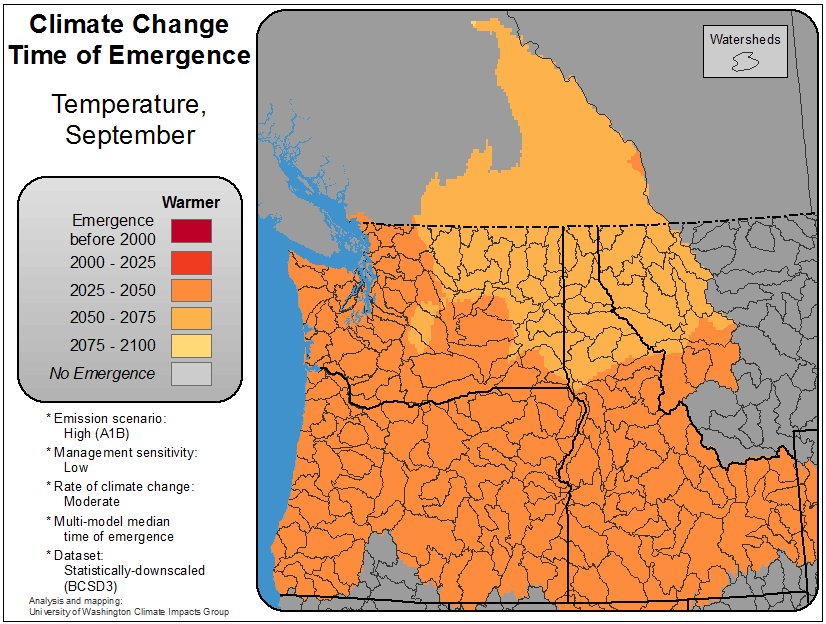 Climate Change
Time of Emergence
Temperature,
September
Warmer
Emergence
before 2000
2000 - 2025
2025 - 2050
2050 - 2075
2075 - 2100
No Emergence
* Emission scenario:
High (A1B)
* Management sensitivity:
Low
* Rate of climate change:
Moderate
* Multi-model median
time of emergence
* Dataset:
Statistically-downscaled
(BCSD3)
Analysis and mapping:
University of Washington Climate Impacts Group
Watersheds